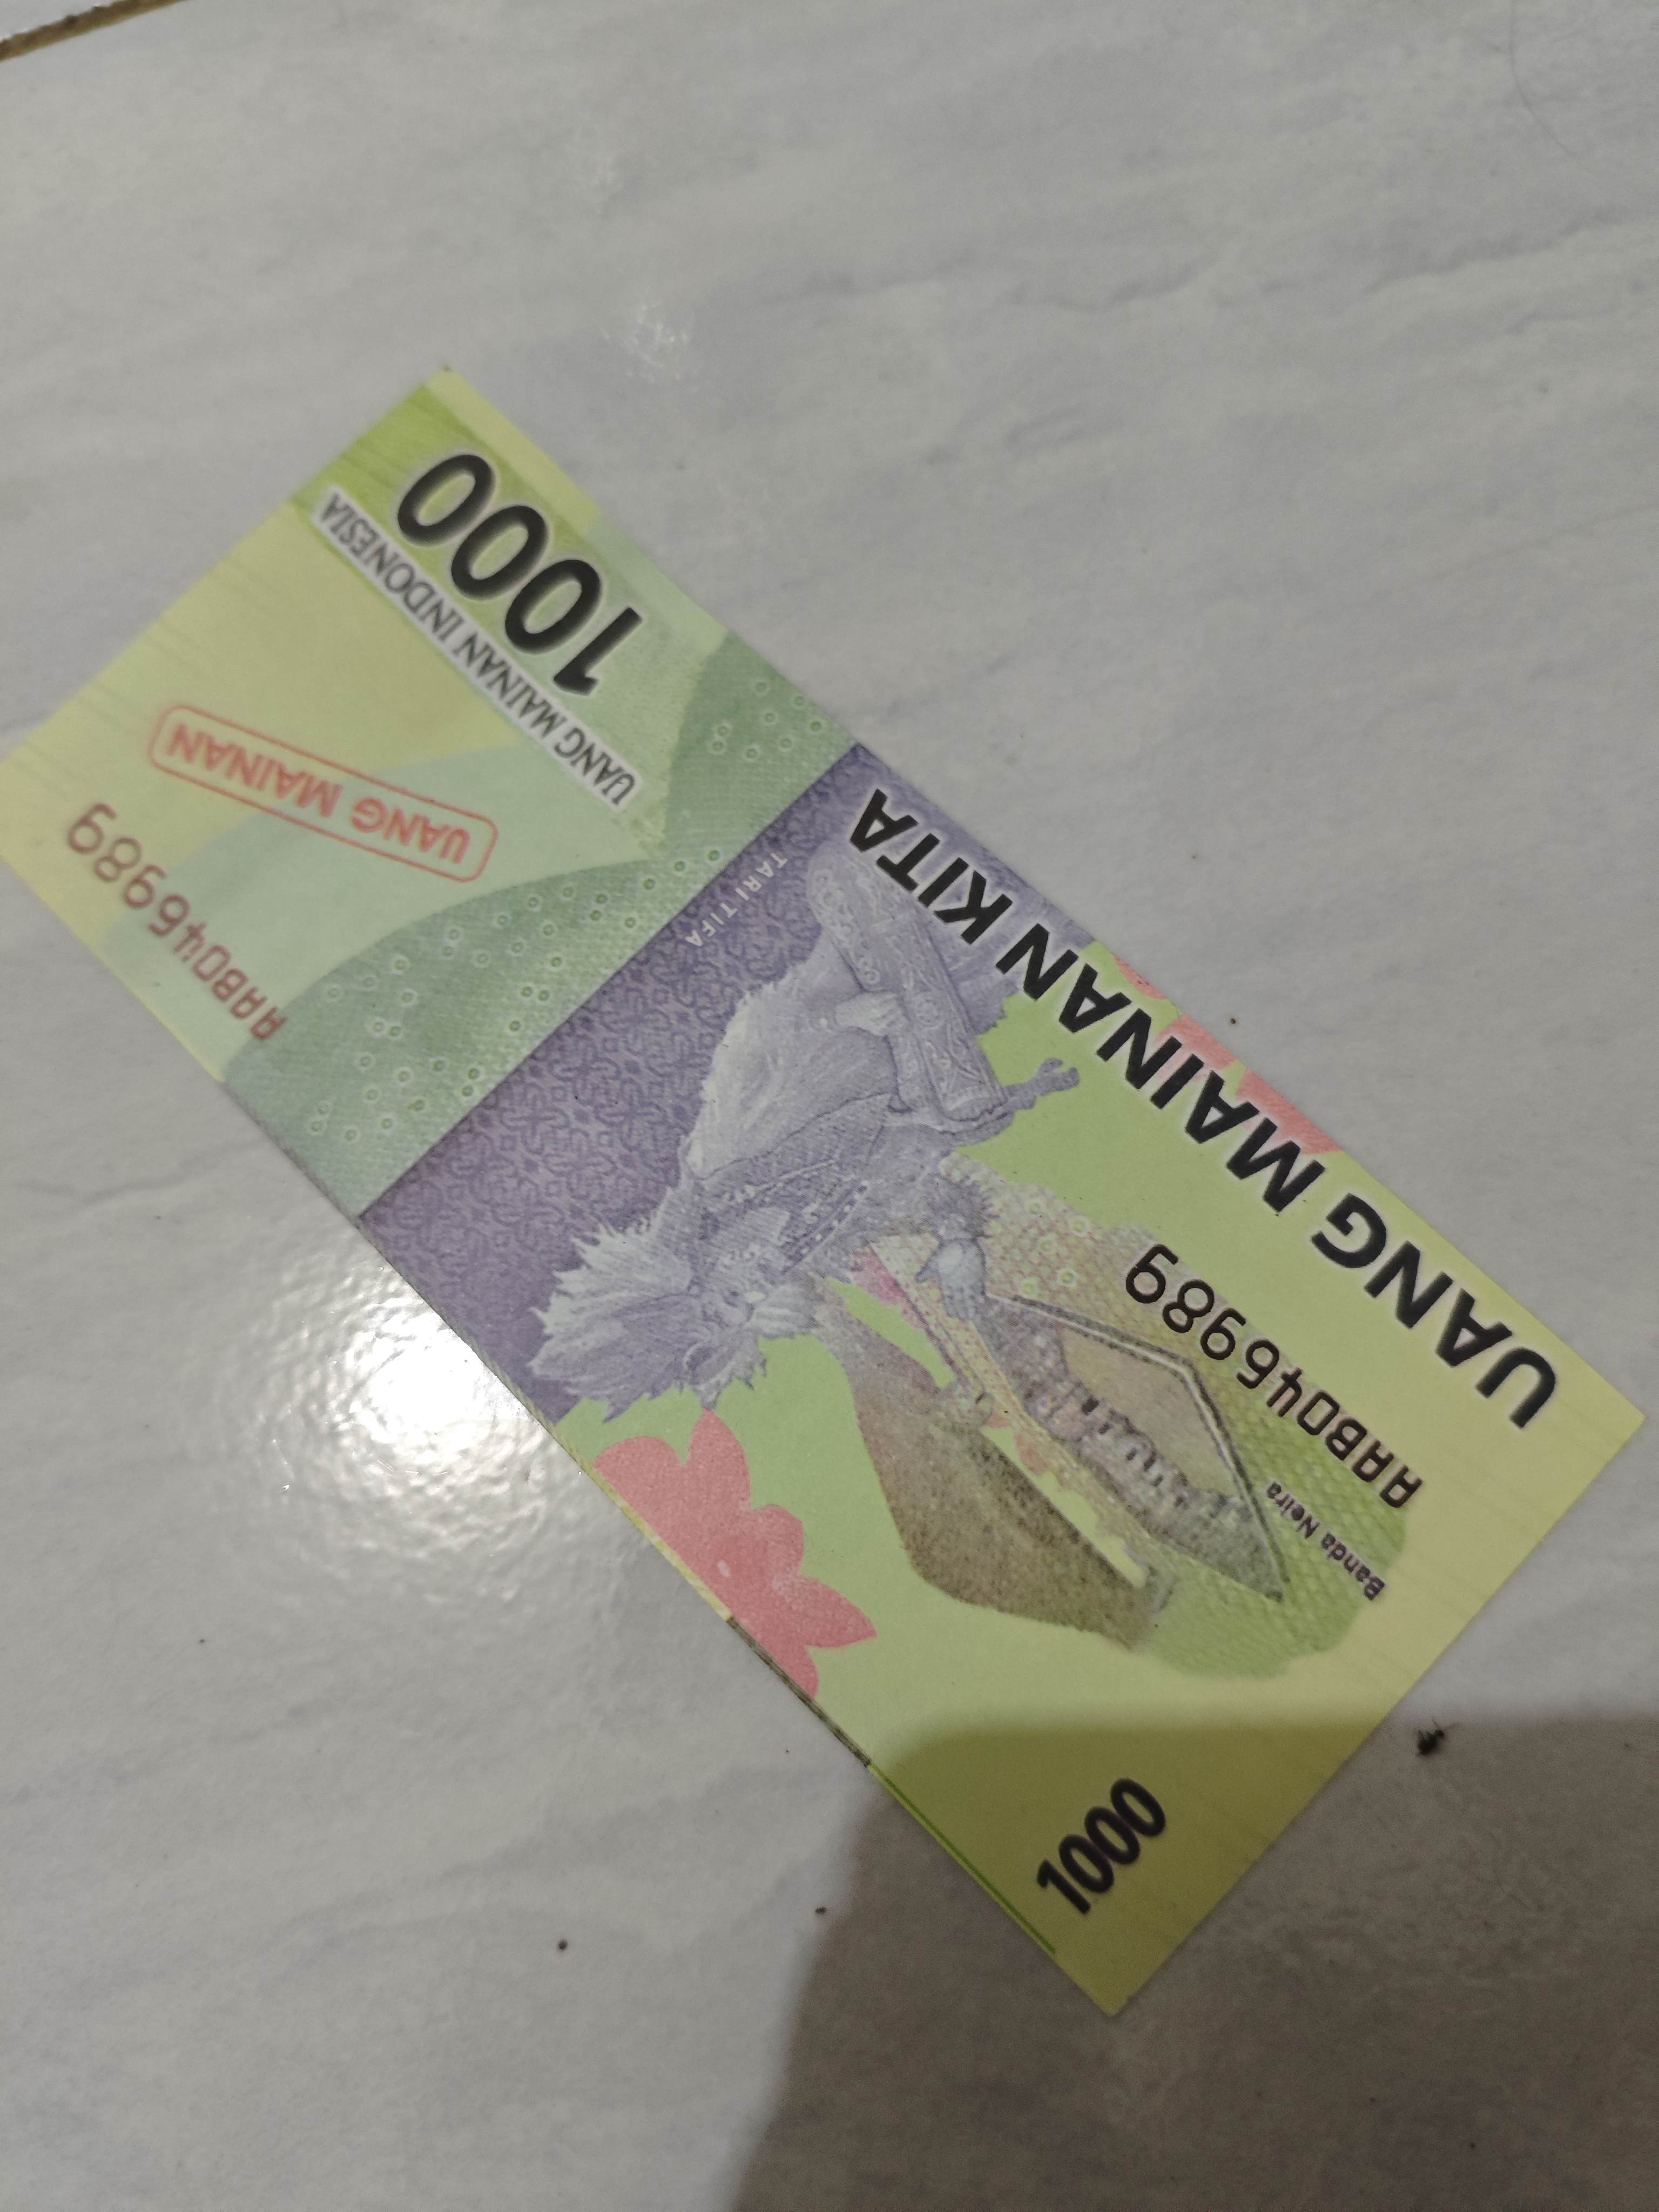 UANG MAINAN KITA
AAB046989
Banda Neira
1000
TARI TIFA
1000
UANG MAINAN INDONESIA
UANG MAINAN
AAB046989